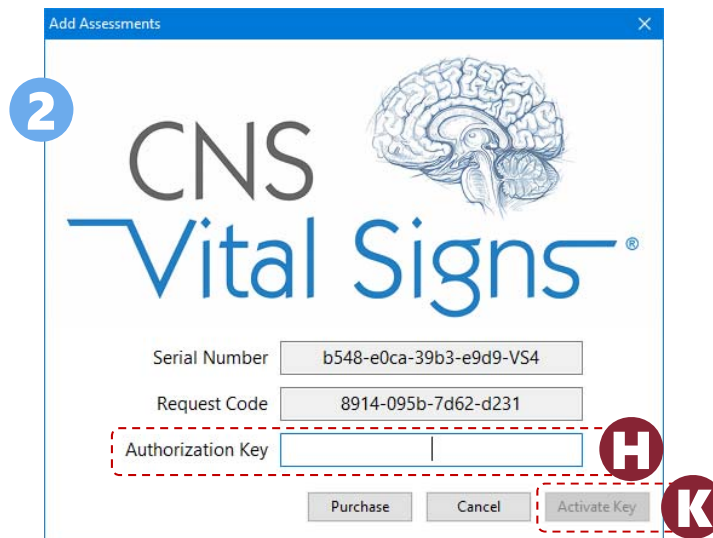 Add Assessments
2
CNS
Vital Signs®
Serial Number b548-e0ca-39b3-e9d9-VS4
Request Code 8914-095b-7d62-d231
Authorization Key H
Purchase Cancel Activate Key K